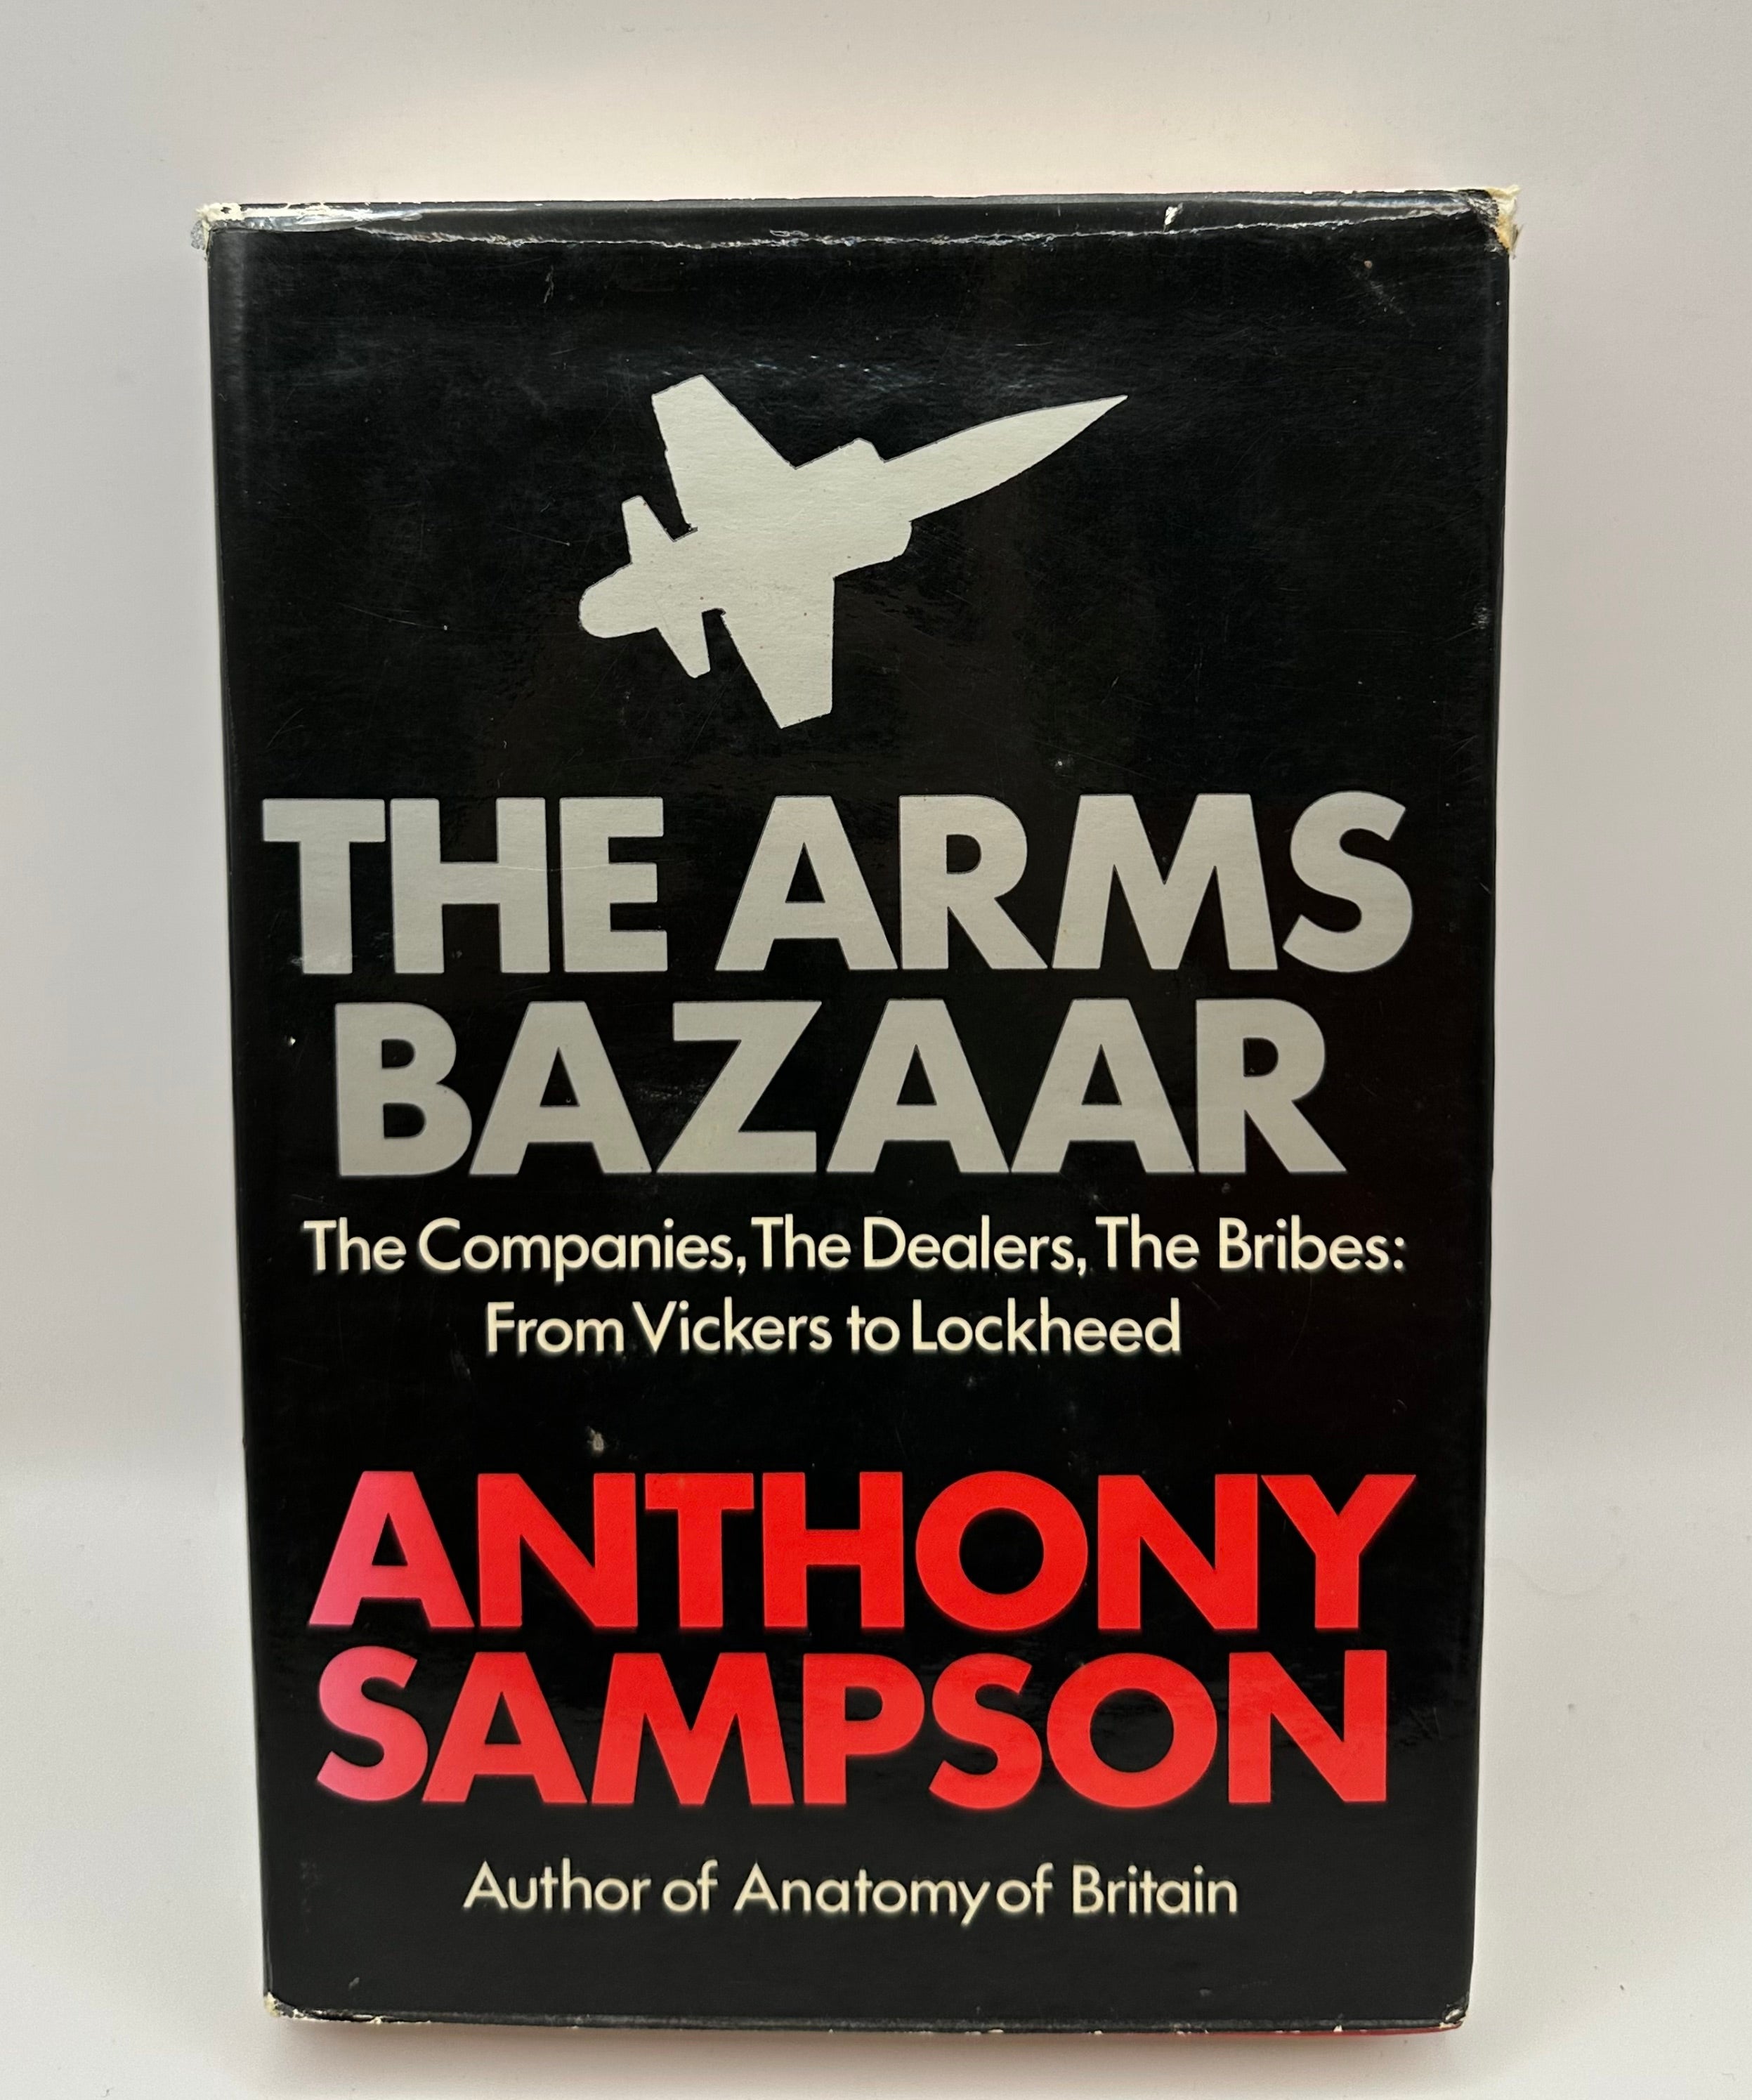 THE ARMS
BAZAAR
The Companies, The Dealers, The Bribes:
From Vickers to Lockheed
ANTHONY
SAMPSON
Author of Anatomy of Britain